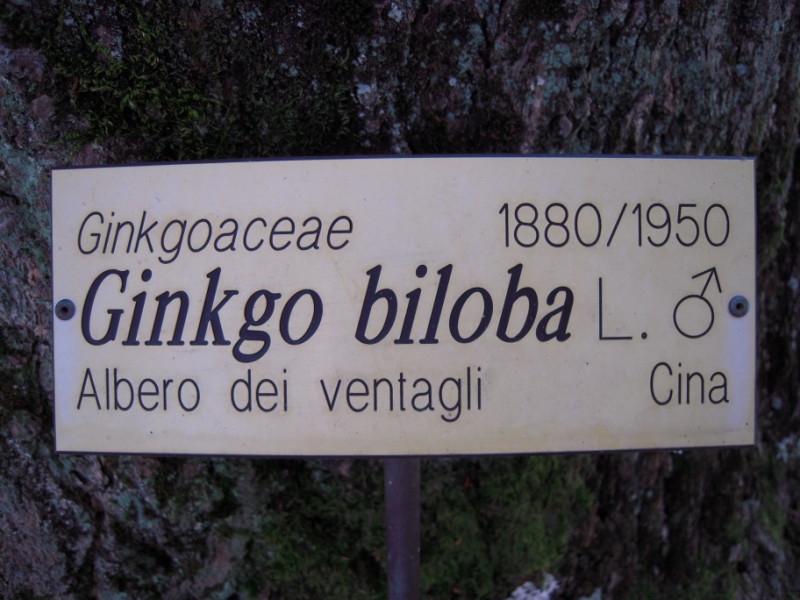 Ginkgoaceae 1880/1950
Ginkgo biloba L. ♂
Albero dei ventagli Cina